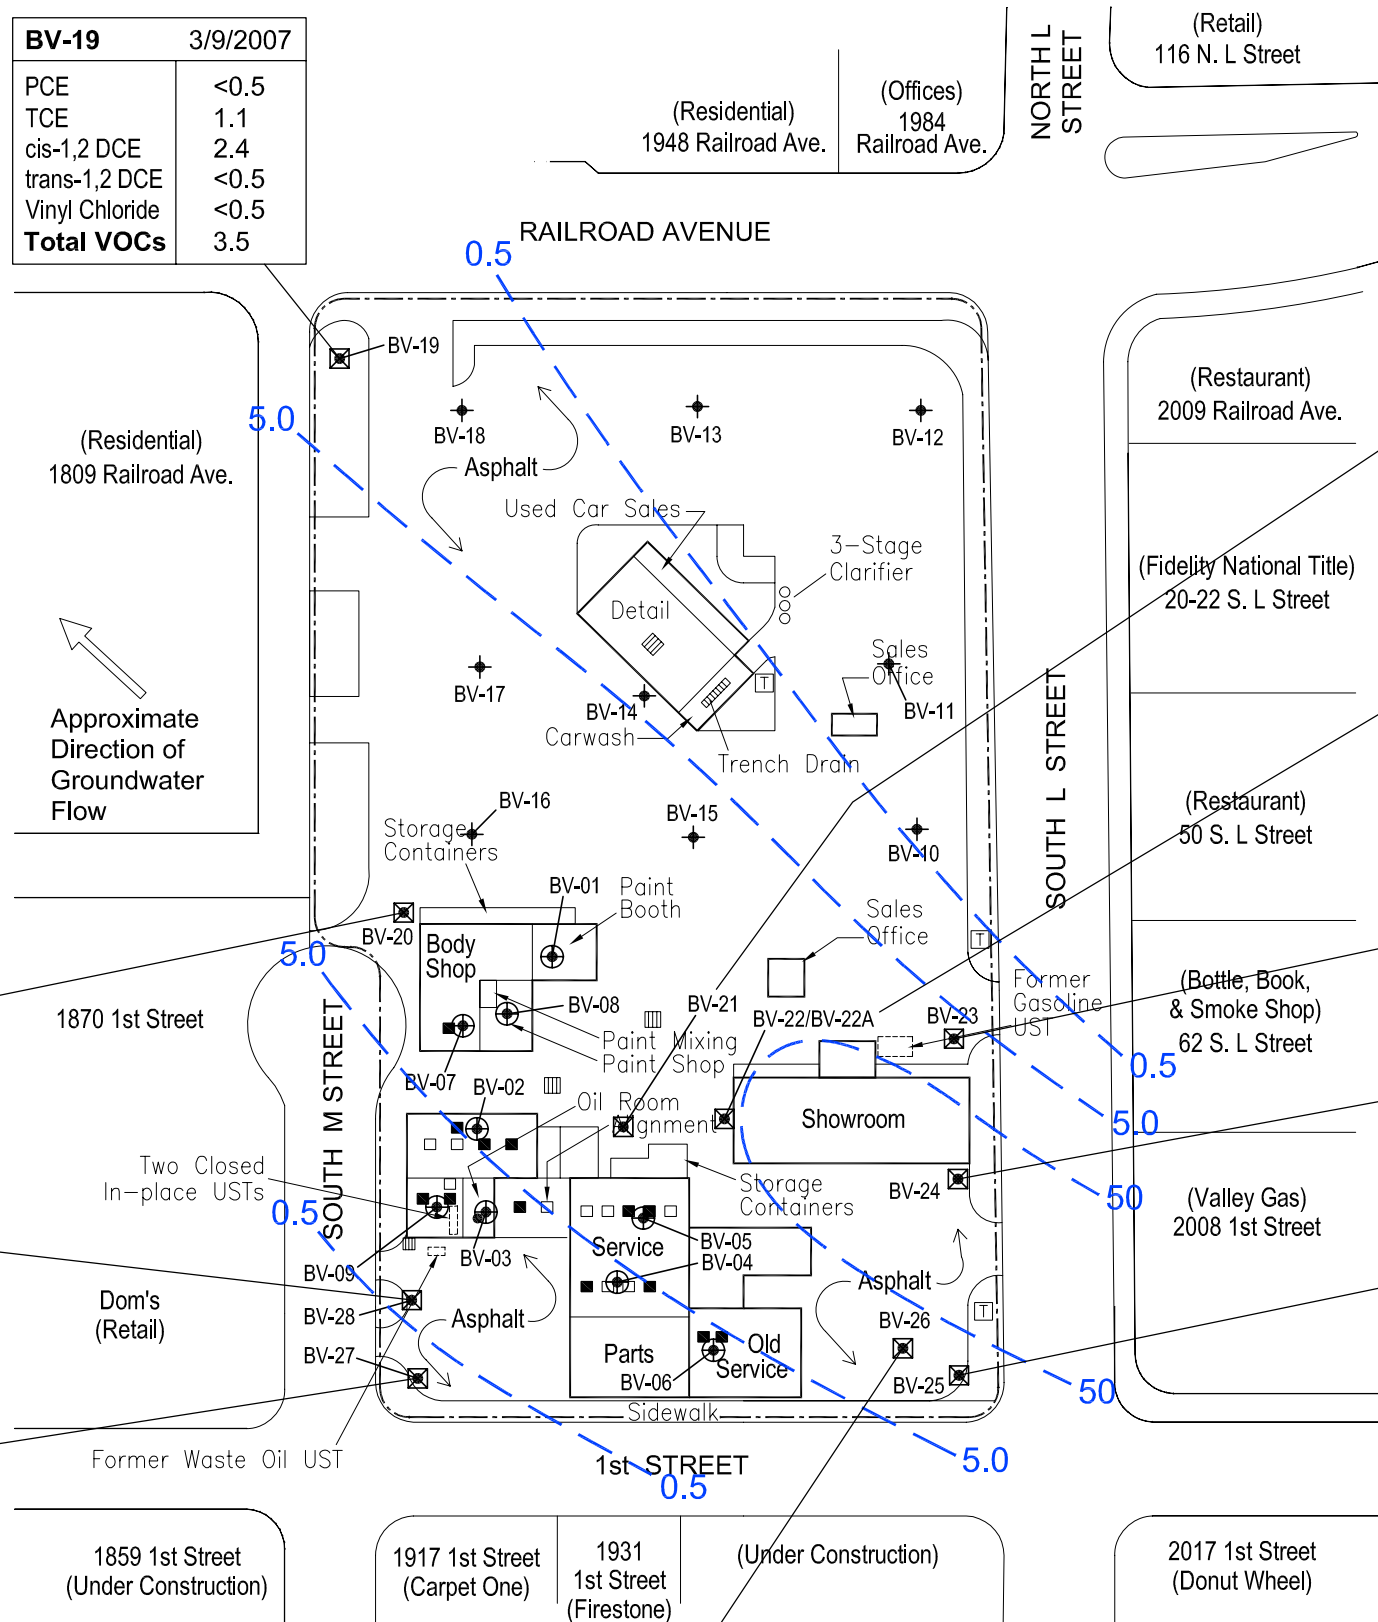 BV-19 3/9/2007
PCE <0.5
TCE 1.1
cis-1,2 DCE 2.4
trans-1,2 DCE <0.5
Vinyl Chloride <0.5
Total VOCs 3.5
(Residential)
1948 Railroad Ave.
(Offices)
1984
Railroad Ave.
NORTH L
STREET
(Retail)
116 N. L Street
RAILROAD AVENUE
0.5
BV-19
5.0
BV-18
BV-13
BV-12
Asphalt
(Residential)
1809 Railroad Ave.
(Restaurant)
2009 Railroad Ave.
Used Car Sales
3-Stage
Clarifier
Detail
(Fidelity National Title)
20-22 S. L Street
Sales
Office
BV-17
BV-14
BV-11
T
Carwash
Trench Drain
Approximate
Direction of
Groundwater
Flow
SOUTH L STREET
BV-16
BV-15
BV-10
Storage
Containers
(Restaurant)
50 S. L Street
BV-01
Paint
Booth
Sales
Office
BV-20
Body
Shop
T
5.0
BV-08
BV-21
BV-22/BV-22A
BV-23
Former
Gasoline
UST
(Bottle, Book,
& Smoke Shop)
62 S. L Street
1870 1st Street
Paint Mixing
Paint Shop
BV-07
BV-02
0.5
SOUTH M STREET
Oil Room
Alignment
Showroom
5.0
Two Closed
In-place USTs
Storage
Containers
BV-24
50
(Valley Gas)
2008 1st Street
0.5
BV-03
Service
BV-05
BV-04
BV-09
BV-28
Asphalt
Asphalt
T
Dom's
(Retail)
BV-26
BV-27
Parts
BV-06
Old
Service
BV-25
50
Sidewalk
Former Waste Oil UST
1st STREET
0.5
5.0
1859 1st Street
(Under Construction)
1917 1st Street
(Carpet One)
1931
1st Street
(Firestone)
(Under Construction)
2017 1st Street
(Donut Wheel)